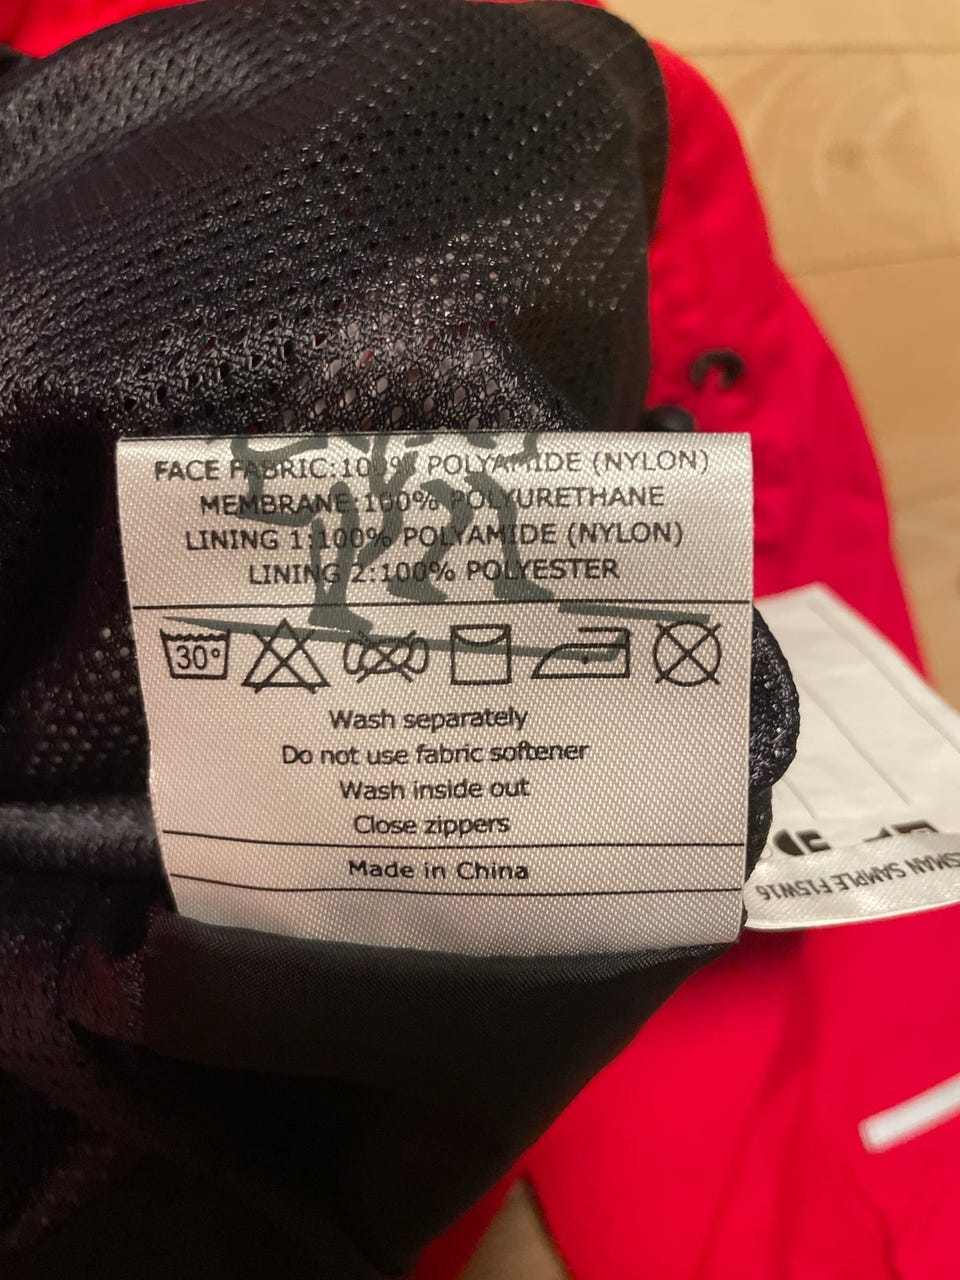 FACE FABRIC:100% POLYAMIDE (NYLON)
MEMBRANE:100% POLYURETHANE
LINING 1:100% POLYAMIDE (NYLON)
LINING 2:100% POLYESTER
30°
Wash separately
Do not use fabric softener
Wash inside out
Close zippers
Made in China
SAMPLE F15W16